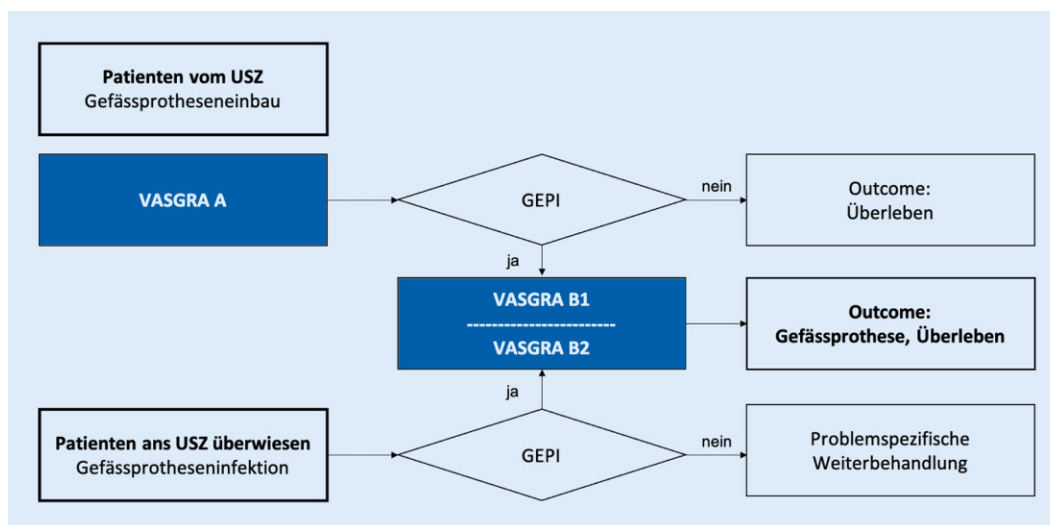 Patienten vom USZ
Gefässprotheseneinbau
VASGRA A
GEPI
nein
Outcome:
Überleben
ja
VASGRA B1
------------------------
VASGRA B2
Outcome:
Gefässprothese, Überleben
ja
Patienten ans USZ überwiesen
Gefässprotheseninfektion
GEPI
nein
Problemspezifische
Weiterbehandlung